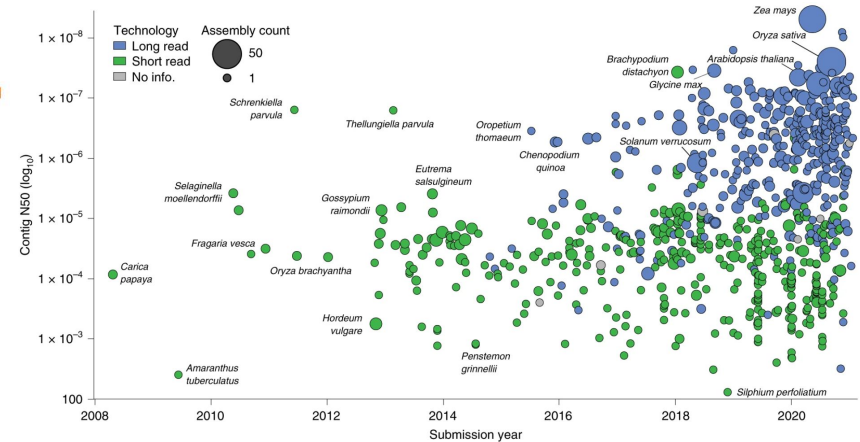 Technology
Long read
Short read
No info.
Assembly count
50
1
Zea mays
Oryza sativa
Brachypodium
distachyon
Arabidopsis thaliana
Glycine max
Schrenkiella
parvula
Thellungiella parvula
Oropetium
thomaeum
Chenopodium
quinoa
Solanum verrucosum
Selaginella
moellendorffii
Eutrema
salsugineum
Gossypium
raimondii
Fragaria vesca
Oryza brachyantha
Carica
papaya
Hordeum
vulgare
Penstemon
grinnellii
Amaranthus
tuberculatus
Silphium perfoliatum
Contig N50 (log10)
1 × 10⁻⁸
1 × 10⁻⁷
1 × 10⁻⁶
1 × 10⁻⁵
1 × 10⁻⁴
1 × 10⁻³
100
2008 2010 2012 2014 2016 2018 2020
Submission year